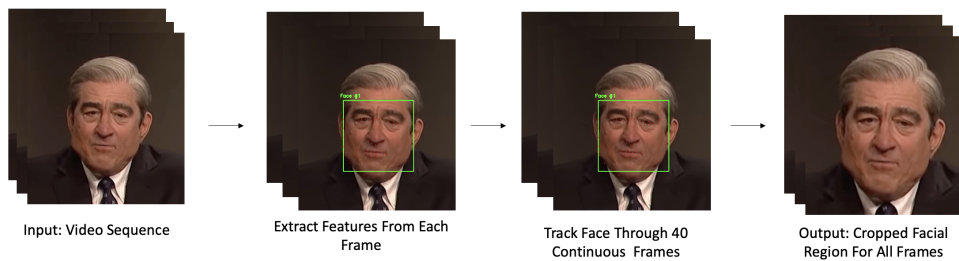 Face #1
Face #1
Input: Video Sequence
Extract Features From Each
Frame
Track Face Through 40
Continuous Frames
Output: Cropped Facial
Region For All Frames